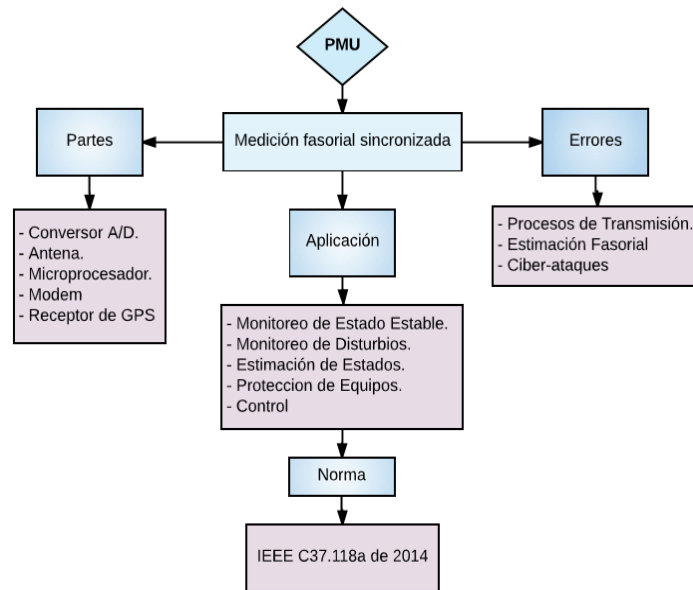 PMU
Partes
Medición fasorial sincronizada
Errores
- Conversor A/D.
- Antena.
- Microprocesador.
- Modem
- Receptor de GPS
Aplicación
- Procesos de Transmisión.
- Estimación Fasorial
- Ciber-ataques
- Monitoreo de Estado Estable.
- Monitoreo de Disturbios.
- Estimación de Estados.
- Proteccion de Equipos.
- Control
Norma
IEEE C37.118a de 2014